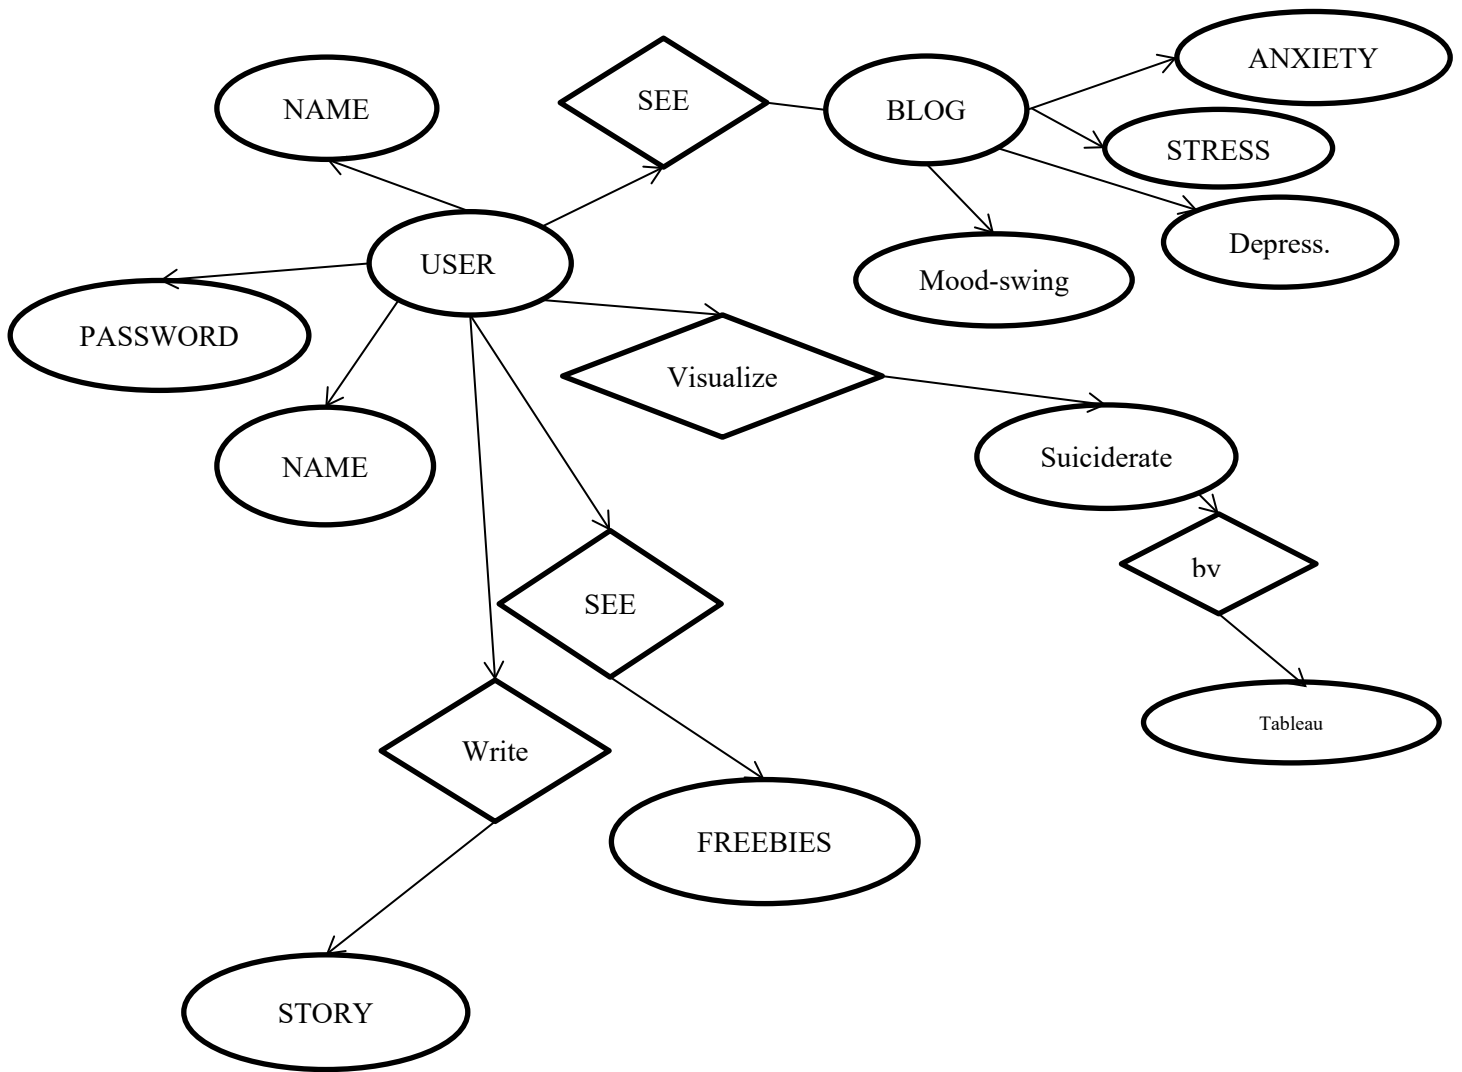 ANXIETY
NAME
SEE
BLOG
STRESS
Depress.
USER
Mood-swing
PASSWORD
Visualize
NAME
Suiciderate
by
SEE
Tableau
Write
FREEBIES
STORY